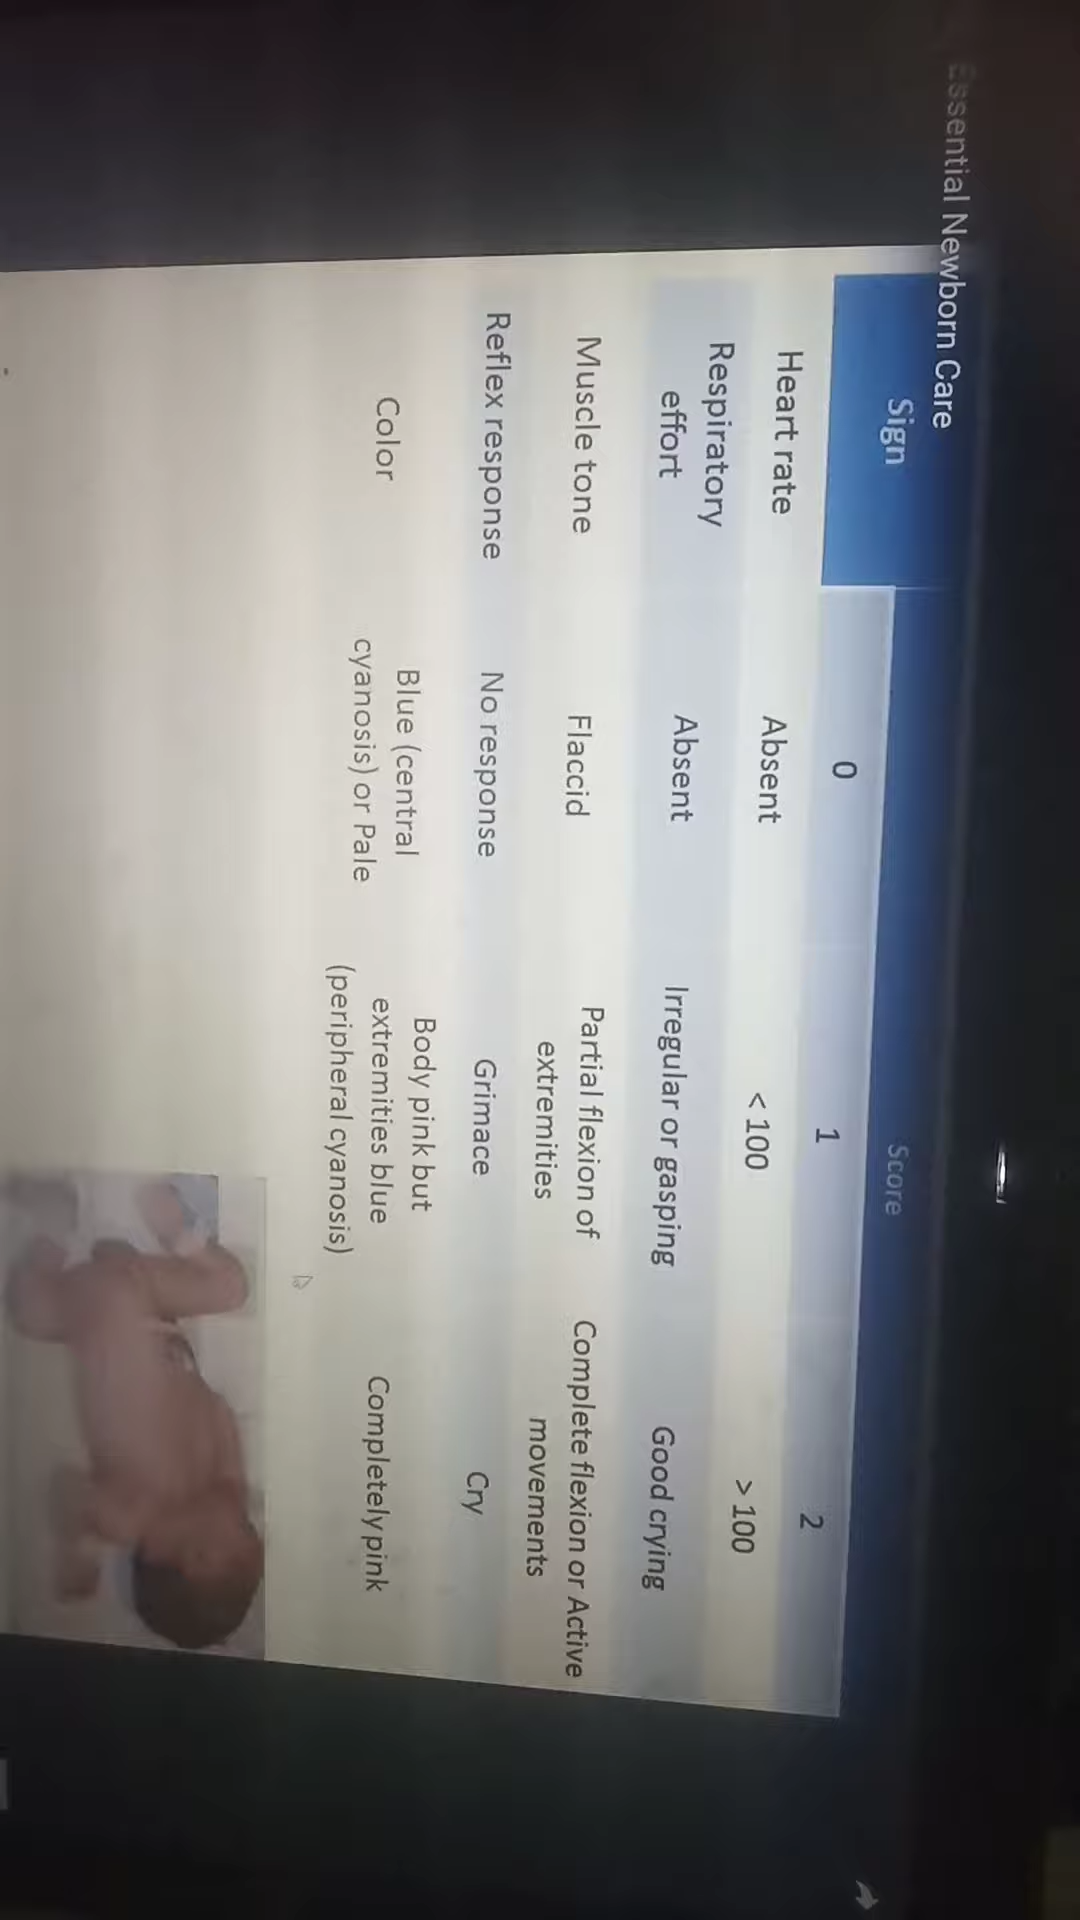 Essential Newborn Care
Sign
Score
0
1
2
Heart rate
Absent
< 100
> 100
Respiratory
effort
Absent
Irregular or gasping
Good crying
Muscle tone
Flaccid
Partial flexion of
extremities
Complete flexion or Active
movements
Reflex response
No response
Grimace
Cry
Color
Blue (central
cyanosis) or Pale
Body pink but
extremities blue
(peripheral cyanosis)
Completely pink